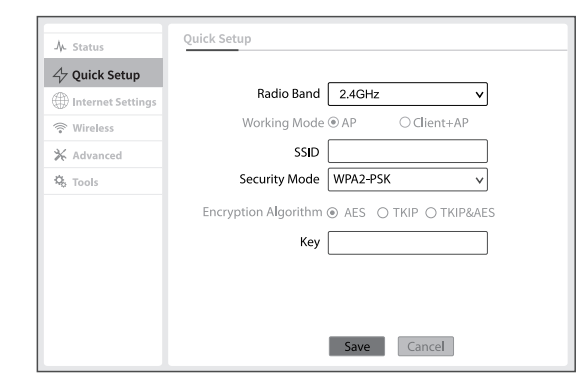 Status
Quick Setup
Internet Settings
Wireless
Advanced
Tools
Quick Setup
Radio Band 2.4GHz
Working Mode AP Client+AP
SSID
Security Mode WPA2-PSK
Encryption Algorithm AES TKIP TKIP&AES
Key
Save Cancel